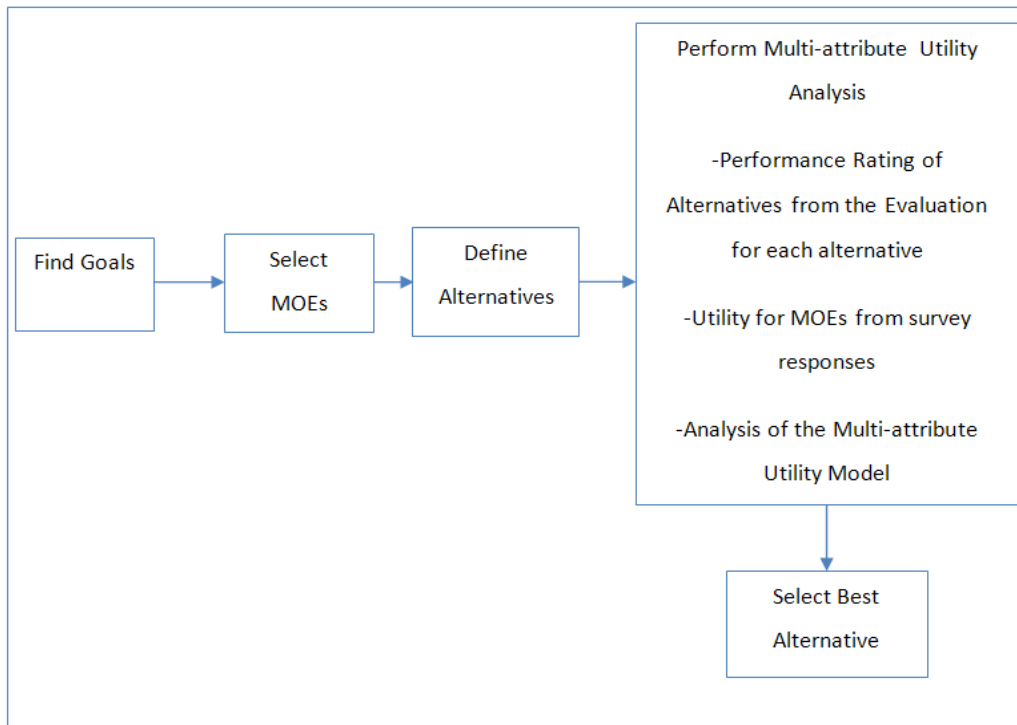 Find Goals
Select
MOEs
Define
Alternatives
Perform Multi-attribute Utility
Analysis
-Performance Rating of
Alternatives from the Evaluation
for each alternative
-Utility for MOEs from survey
responses
-Analysis of the Multi-attribute
Utility Model
Select Best
Alternative